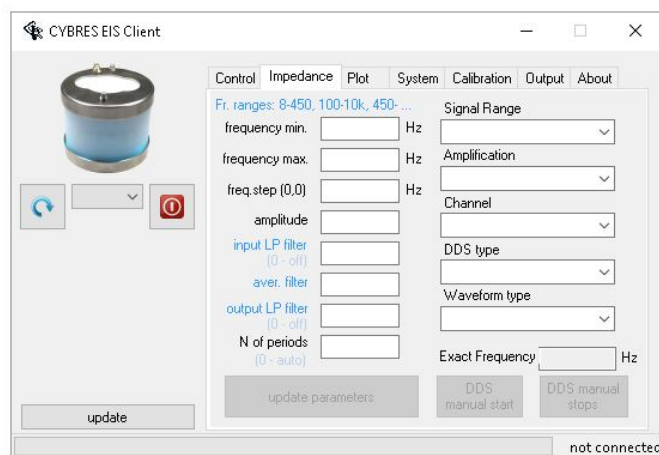 CYBRES EIS Client
Control Impedance Plot System Calibration Output About
Fr. ranges: 8-450, 100-10k, 450- ...
frequency min. Hz
frequency max. Hz
freq.step (0,0) Hz
amplitude
input LP filter
(0 - off)
aver. filter
output LP filter
(0 - off)
N of periods
(0 - auto)
Signal Range
Amplification
Channel
DDS type
Waveform type
Exact Frequency Hz
update parameters
DDS
manual start
DDS manual
stops
update
not connected